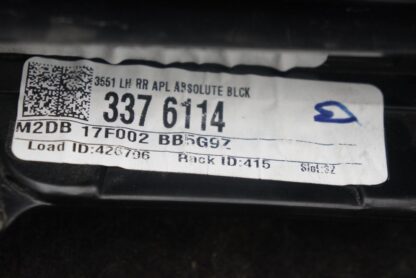 3551 LH RR APL ABSOLUTE BLCK
337 6114
M2DB 17F002 BB5G9Z
Load ID:426796 Rack ID:415 Slot:32